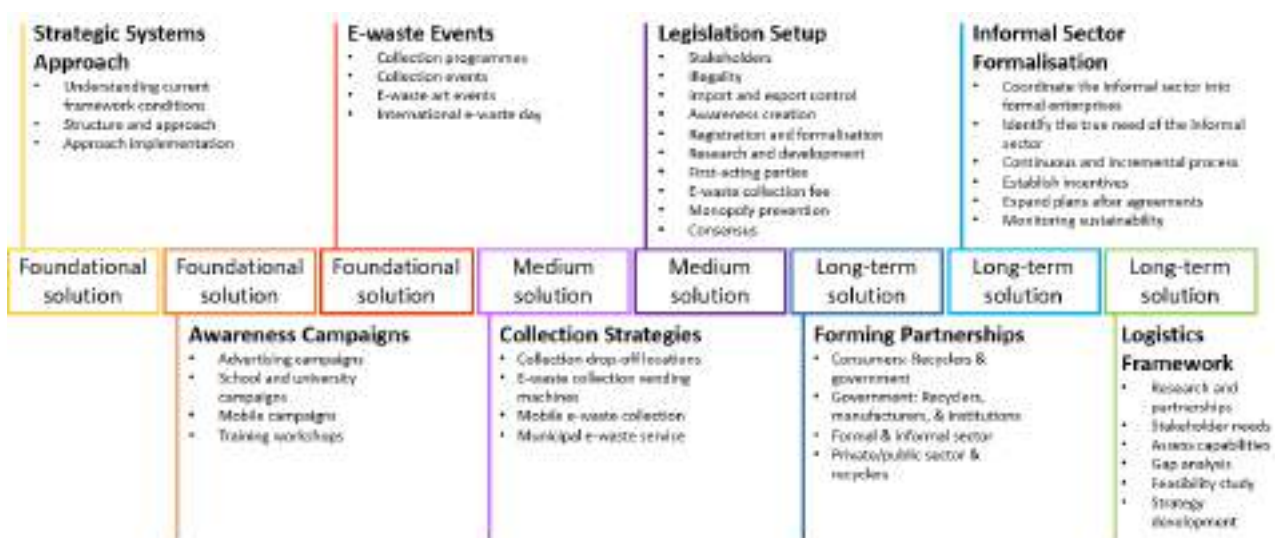 Strategic Systems
Approach
• Understanding current
framework conditions
• Structure and approach
• Approach implementation
E-waste Events
• Collection programmes
• Collection events
• E-waste art events
• International e-waste day
Legislation Setup
• Stakeholders
• Illegality
• Import and export control
• Awareness creation
• Registration and formalisation
• Research and development
• First-acting parties
• E-waste collection fee
• Monopoly prevention
• Consensus
Informal Sector
Formalisation
• Coordinate the informal sector into
formal enterprises
• Identify the true need of the informal
sector
• Continuous and incremental process
• Establish incentives
• Expand plans after agreements
• Monitoring sustainability
Foundational
solution
Foundational
solution
Foundational
solution
Medium
solution
Medium
solution
Long-term
solution
Long-term
solution
Long-term
solution
Awareness Campaigns
• Advertising campaigns
• School and university
campaigns
• Mobile campaigns
• Training workshops
Collection Strategies
• Collection drop-off locations
• E-waste collection vending
machines
• Mobile e-waste collection
• Municipal e-waste service
Forming Partnerships
• Consumers: Recyclers &
government
• Government: Recyclers,
manufacturers, & institutions
• Formal & informal sector
• Private/public sector &
recyclers
Logistics
Framework
• Research and
partnerships
• Stakeholder needs
• Assess capabilities
• Gap analysis
• Feasibility study
• Strategy
development